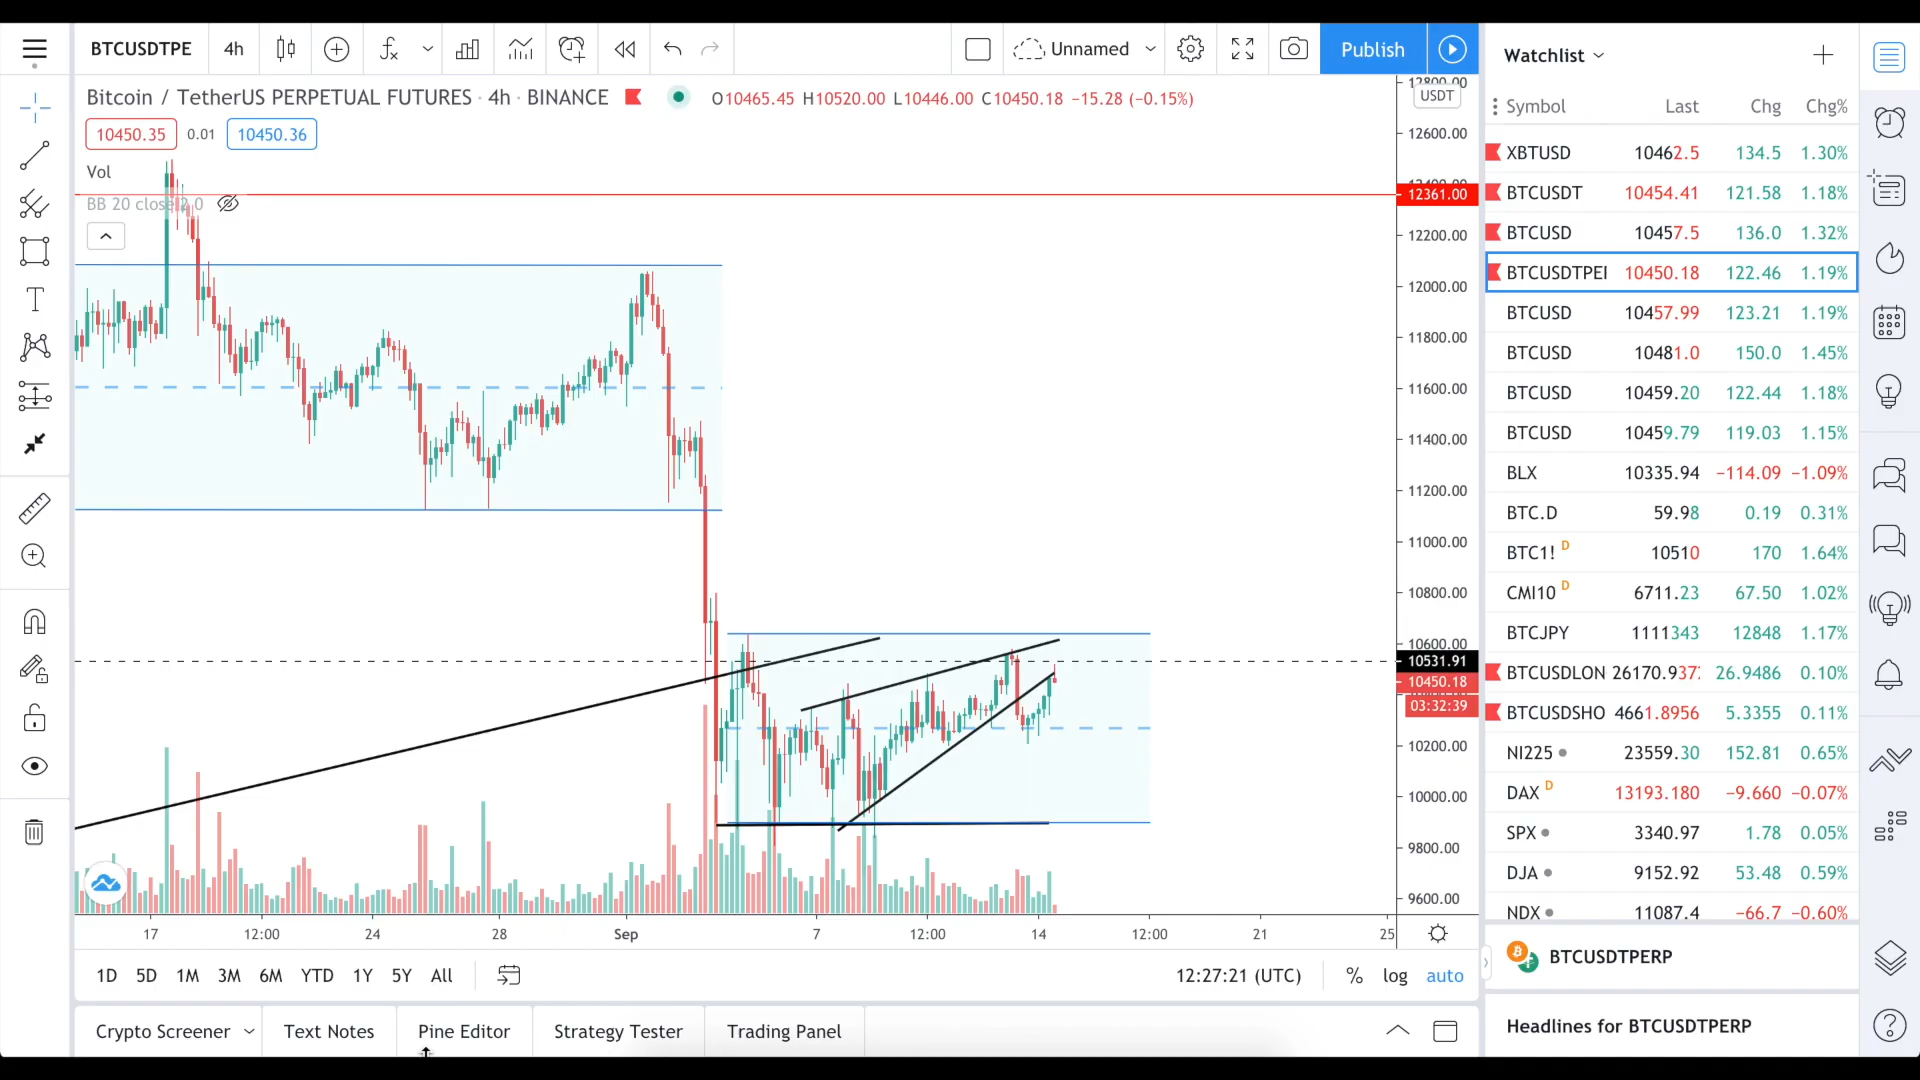 BTCUSDTPE 4h Unnamed Publish
Bitcoin / TetherUS PERPETUAL FUTURES · 4h · BINANCE O10465.45 H10520.00 L10446.00 C10450.18 −15.28 (−0.15%)
10450.35 0.01 10450.36
Vol
BB 20 close 2 0
12800.00
USDT
12600.00
12400.00
12361.00
12200.00
12000.00
11800.00
11600.00
11400.00
11200.00
11000.00
10800.00
10600.00
10531.91
10450.18
03:32:39
10200.00
10000.00
9800.00
9600.00
17 12:00 24 28 Sep 7 12:00 14 12:00 21 25
1D 5D 1M 3M 6M YTD 1Y 5Y All 12:27:21 (UTC) % log auto
Crypto Screener Text Notes Pine Editor Strategy Tester Trading Panel
Watchlist
Symbol Last Chg Chg%
XBTUSD 10462.5 134.5 1.30%
BTCUSDT 10454.41 121.58 1.18%
BTCUSD 10457.5 136.0 1.32%
BTCUSDTPEI 10450.18 122.46 1.19%
BTCUSD 10457.99 123.21 1.19%
BTCUSD 10481.0 150.0 1.45%
BTCUSD 10459.20 122.44 1.18%
BTCUSD 10459.79 119.03 1.15%
BLX 10335.94 −114.09 −1.09%
BTC.D 59.98 0.19 0.31%
BTC1! D 10510 170 1.64%
CMI10 D 6711.23 67.50 1.02%
BTCJPY 1111343 12848 1.17%
BTCUSDLON 26170.937 26.9486 0.10%
BTCUSDSHO 4661.8956 5.3355 0.11%
NI225 23559.30 152.81 0.65%
DAX D 13193.180 −9.660 −0.07%
SPX 3340.97 1.78 0.05%
DJA 9152.92 53.48 0.59%
NDX 11087.4 −66.7 −0.60%
BTCUSDTPERP
Headlines for BTCUSDTPERP